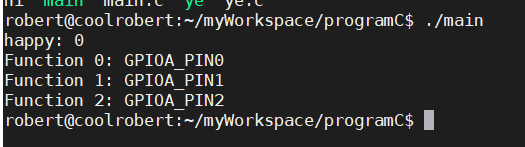 main main.c ye ye.c
robert@coolrobert:~/myWorkspace/programC$ ./main
happy: 0
Function 0: GPIOA_PIN0
Function 1: GPIOA_PIN1
Function 2: GPIOA_PIN2
robert@coolrobert:~/myWorkspace/programC$